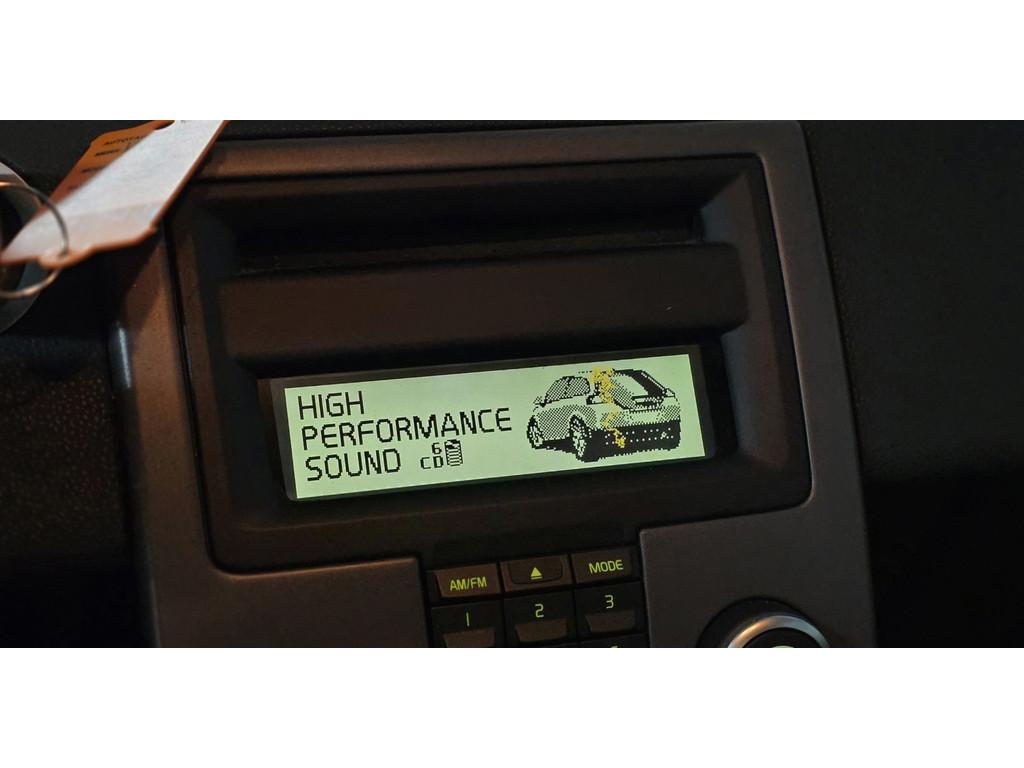 HIGH
PERFORMANCE
SOUND 6
CD
AM/FM
MODE
1
2
3